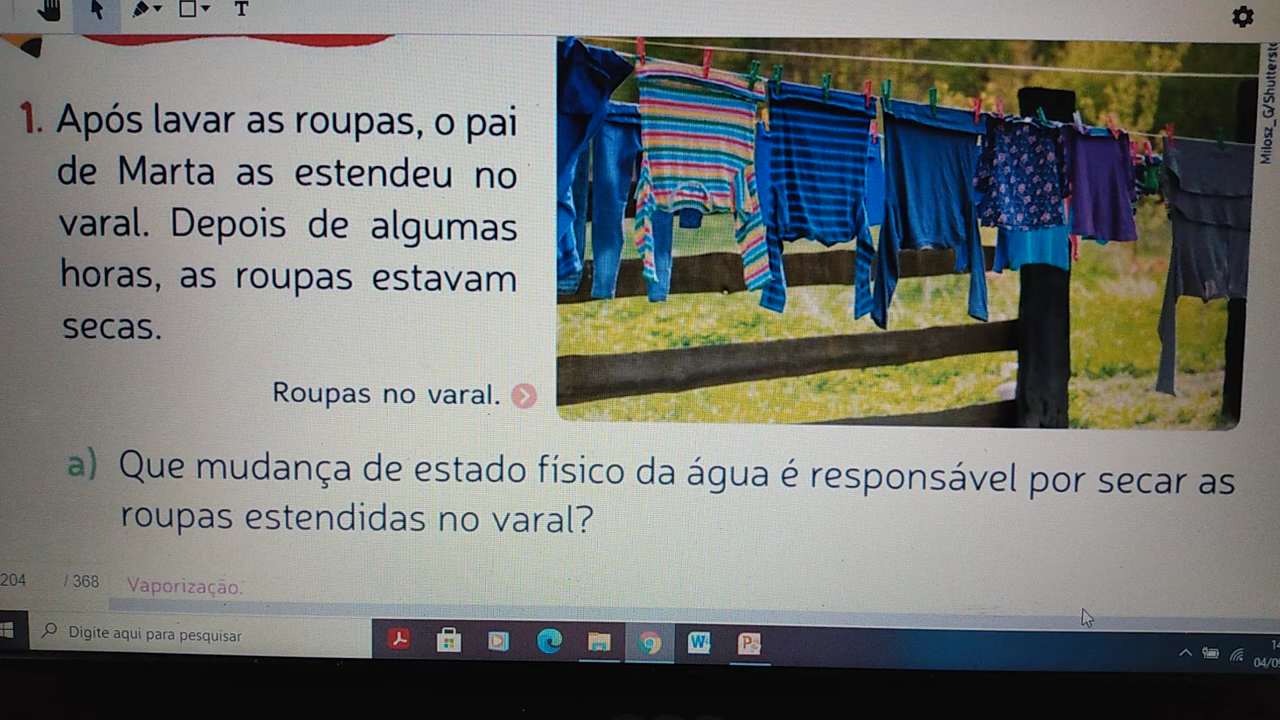 T
1. Após lavar as roupas, o pai
de Marta as estendeu no
varal. Depois de algumas
horas, as roupas estavam
secas.
Roupas no varal.
a) Que mudança de estado físico da água é responsável por secar as
roupas estendidas no varal?
204 / 368 Vaporização.
Digite aqui para pesquisar